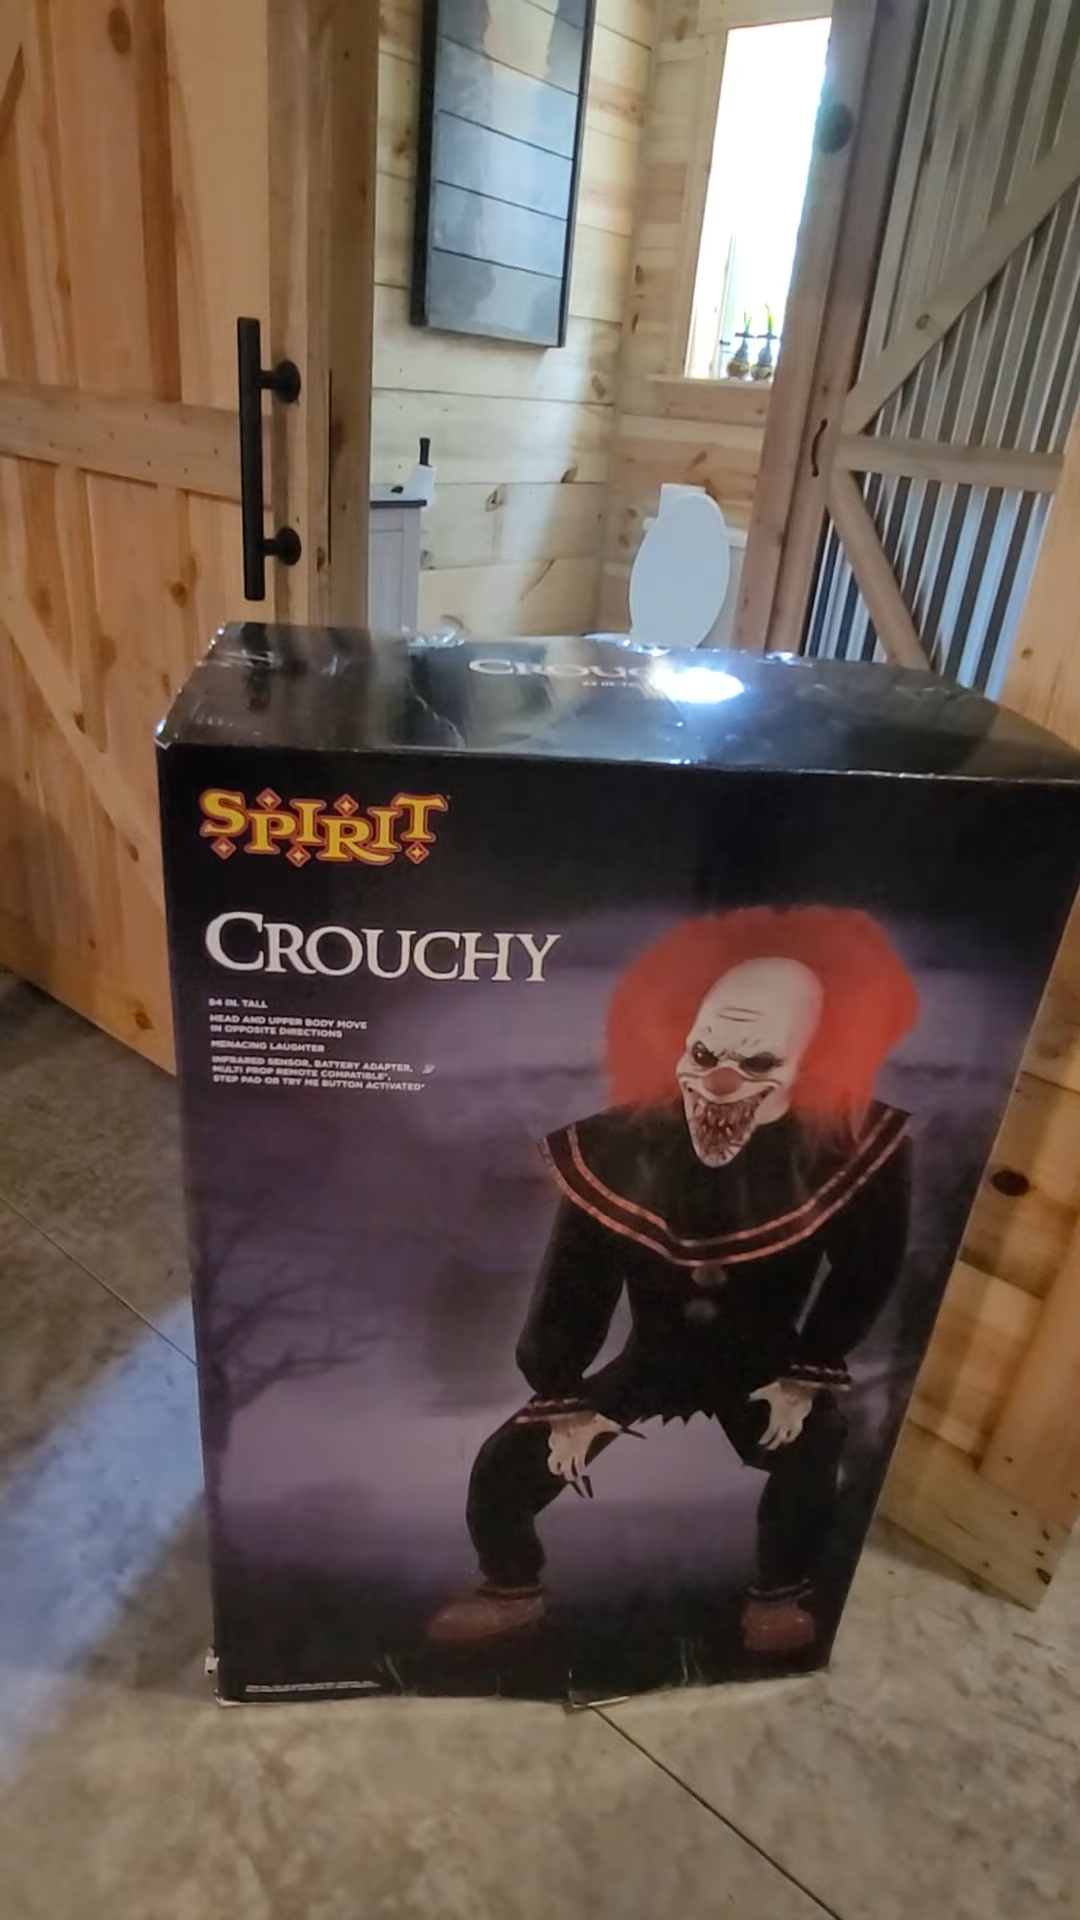 CROUCHY
SPIRIT
CROUCHY
54 IN. TALL
HEAD AND UPPER BODY MOVE
IN OPPOSITE DIRECTIONS
MENACING LAUGHTER
INFRARED SENSOR, BATTERY ADAPTER,
MULTI PROP REMOTE COMPATIBLE*,
STEP PAD OR TRY ME BUTTON ACTIVATED*